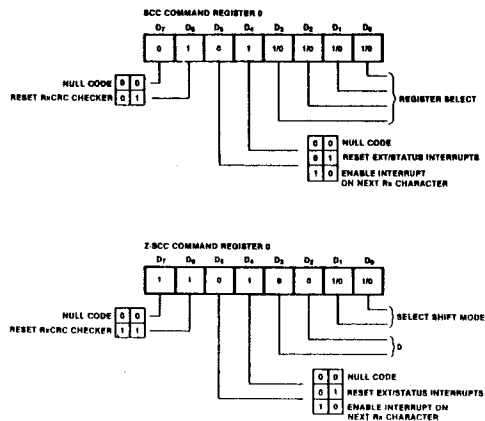 SCC COMMAND REGISTER 0
D7 D6 D5 D4 D3 D2 D1 D0
0 1 0 1 1/0 1/0 1/0 1/0
NULL CODE 0 0
RESET RxCRC CHECKER 0 1
REGISTER SELECT
0 0 NULL CODE
0 1 RESET EXT/STATUS INTERRUPTS
1 0 ENABLE INTERRUPT
ON NEXT Rx CHARACTER
Z-SCC COMMAND REGISTER 0
D7 D6 D5 D4 D3 D2 D1 D0
1 1 0 1 0 0 1/0 1/0
NULL CODE 0 0
RESET RxCRC CHECKER 1 1
SELECT SHIFT MODE
0
0 0 NULL CODE
0 1 RESET EXT/STATUS INTERRUPTS
1 0 ENABLE INTERRUPT ON
NEXT Rx CHARACTER